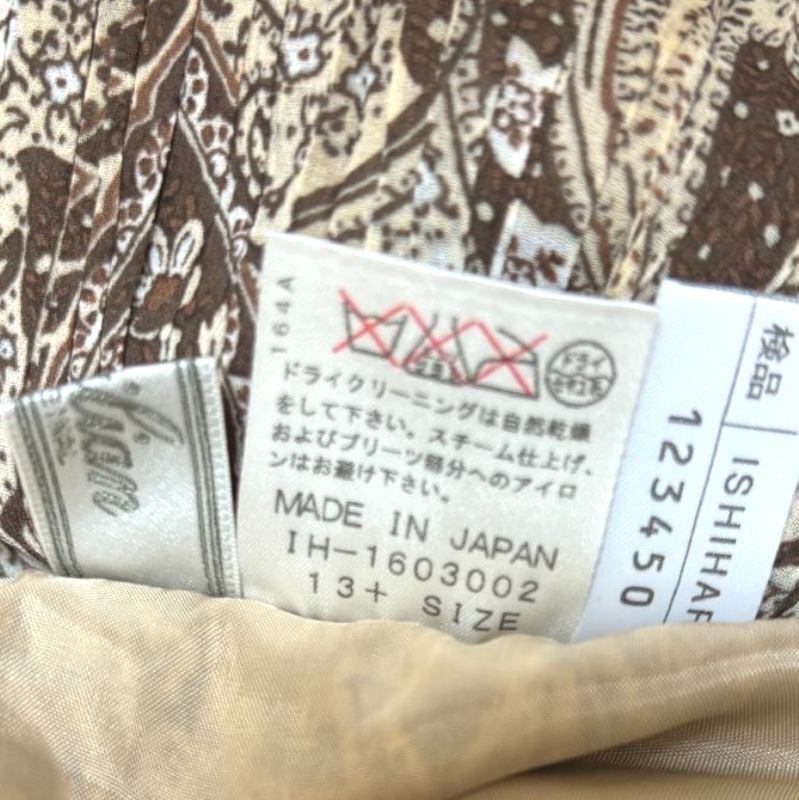 164A
ドライ
ドライクリーニングは自然乾燥
をして下さい。スチーム仕上げ、
およびプリーツ部分へのアイロ
ンはお避け下さい。
MADE IN JAPAN
IH-1603002
13+ SIZE
検品
ISHIHAR
123450